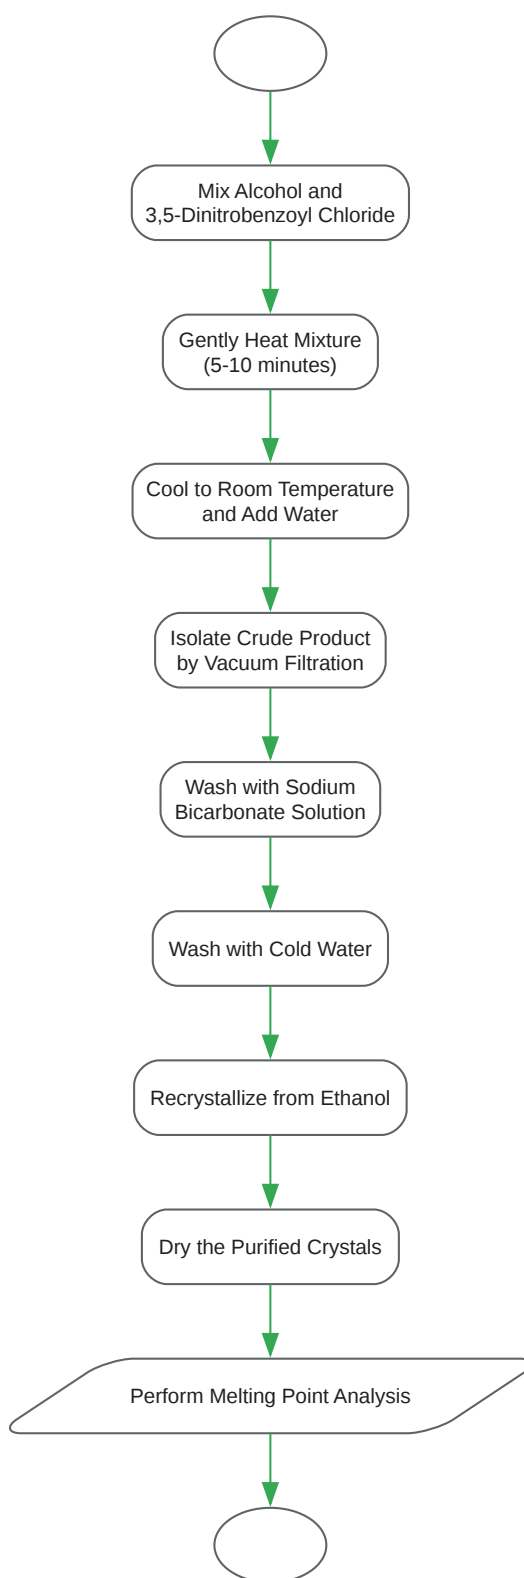 Mix Alcohol and
3,5-Dinitrobenzoyl Chloride
Gently Heat Mixture
(5-10 minutes)
Cool to Room Temperature
and Add Water
Isolate Crude Product
by Vacuum Filtration
Wash with Sodium
Bicarbonate Solution
Wash with Cold Water
Recrystallize from Ethanol
Dry the Purified Crystals
Perform Melting Point Analysis